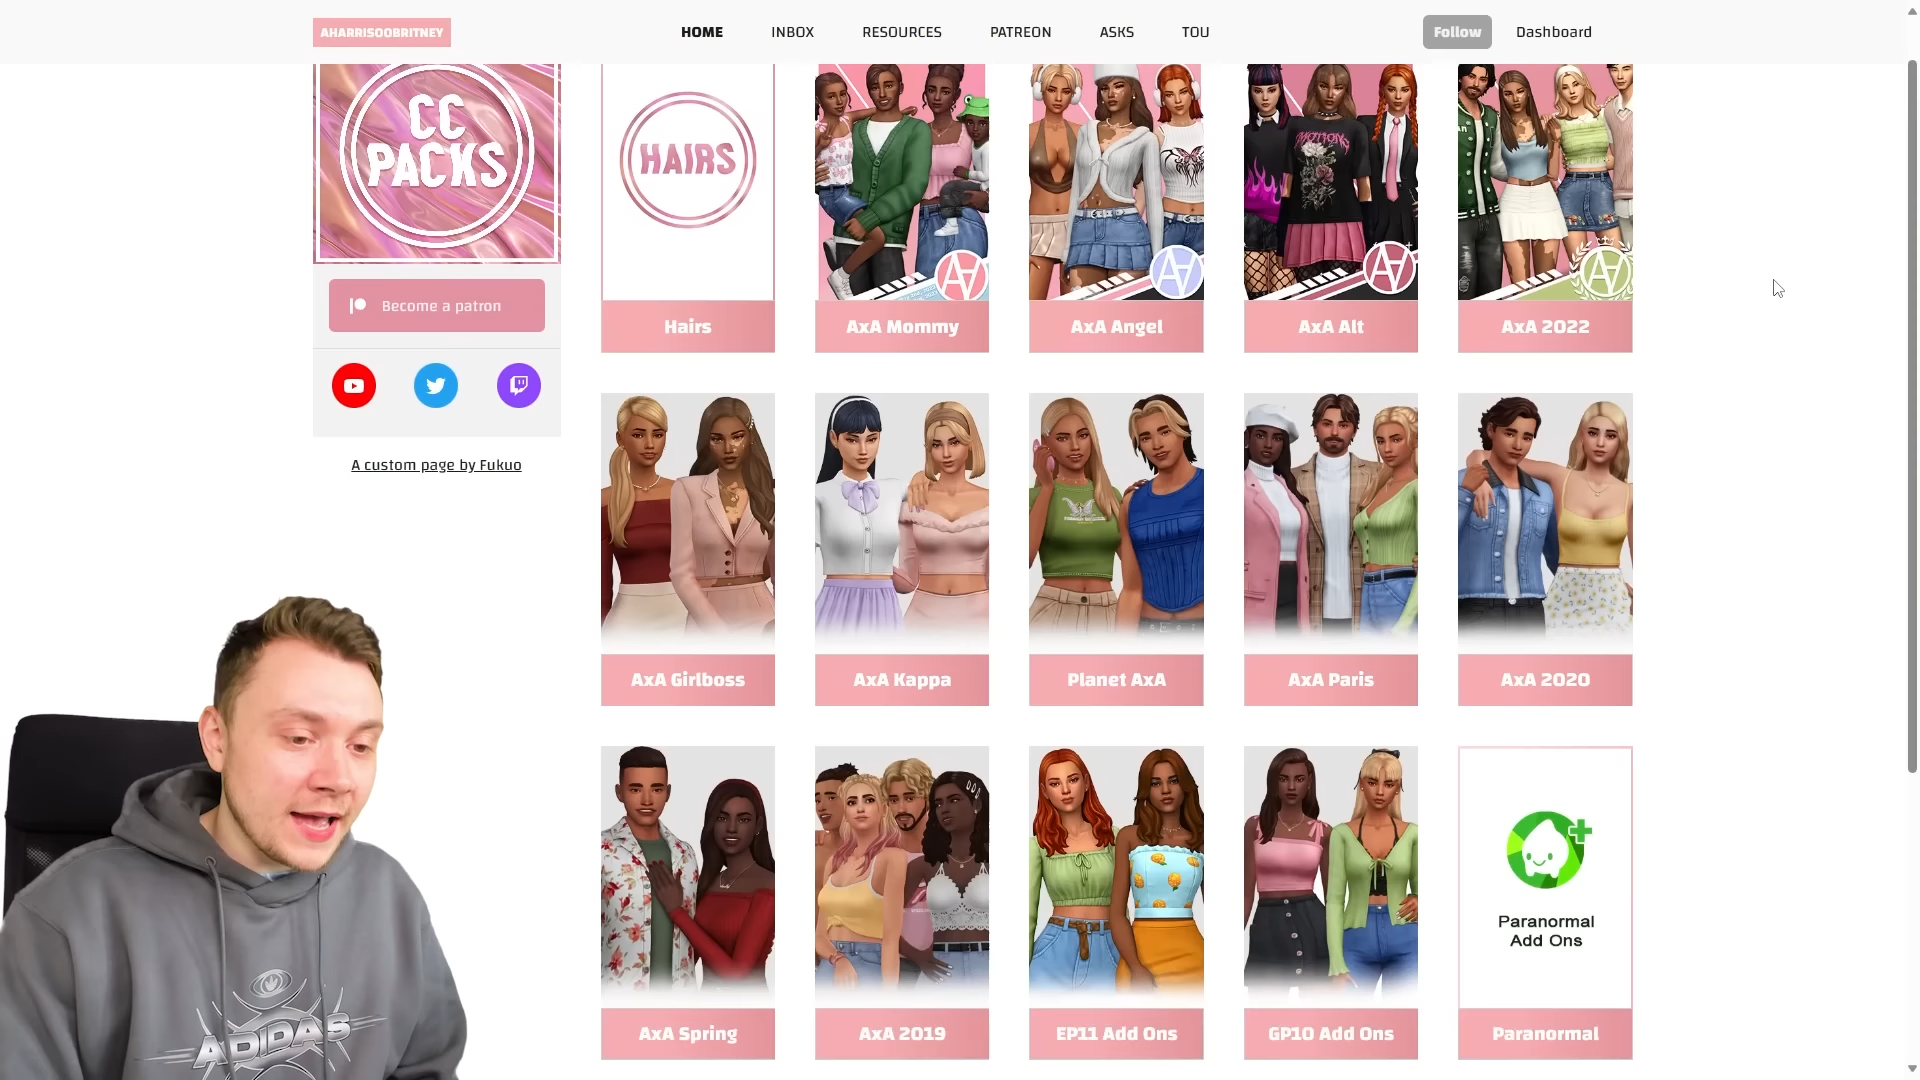 AHARRISOOBRITNEY
HOME
INBOX
RESOURCES
PATREON
ASKS
TOU
Follow
Dashboard
CC
PACKS
Become a patron
A custom page by Fukuo
HAIRS
Hairs
AxA Mommy
AxA Angel
MOTIONS
AxA Alt
AxA 2022
AxA Girlboss
AxA Kappa
Planet AxA
AxA Paris
AxA 2020
AxA Spring
AxA 2019
EP11 Add Ons
GP10 Add Ons
Paranormal
Add Ons
Paranormal
ADIDAS